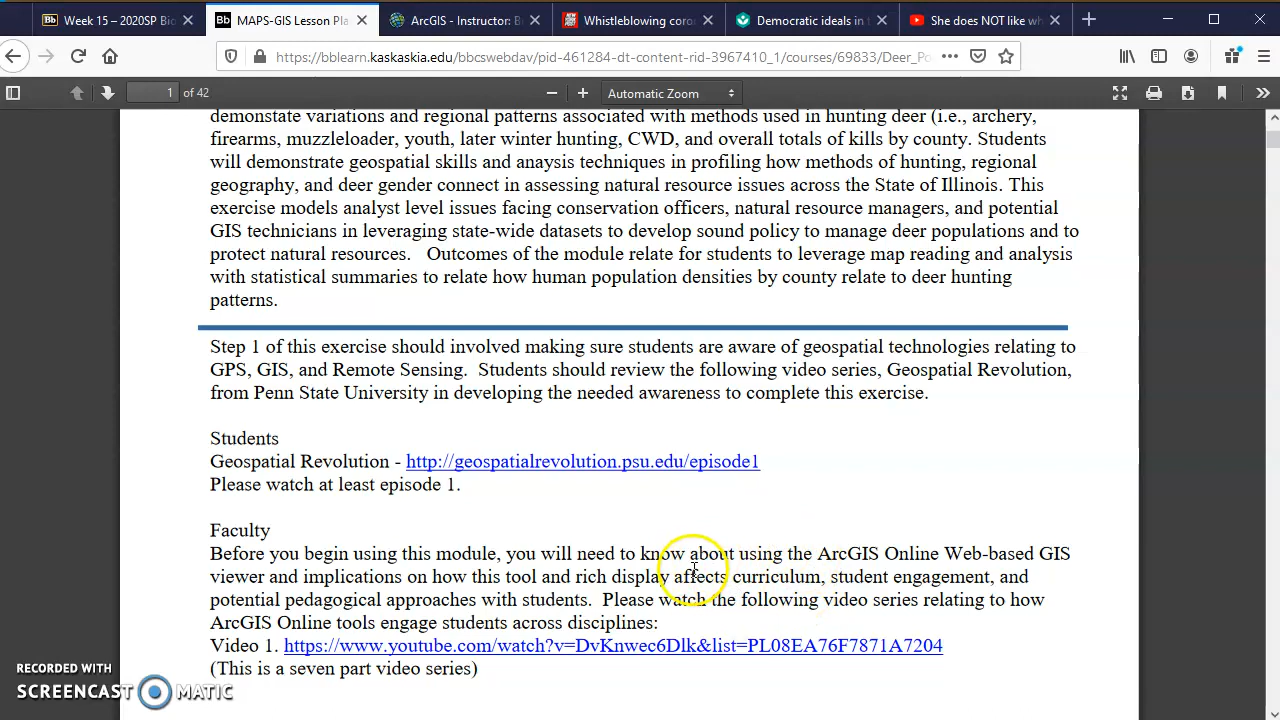 Week 15 – 2020SP Bio
MAPS-GIS Lesson Pla
ArcGIS - Instructor: B
Whistleblowing coro
Democratic ideals in
She does NOT like wh
https://bblearn.kaskaskia.edu/bbcswebdav/pid-461284-dt-content-rid-3967410_1/courses/69833/Deer_Po
1 of 42
Automatic Zoom
demonstate variations and regional patterns associated with methods used in hunting deer (i.e., archery,
firearms, muzzleloader, youth, later winter hunting, CWD, and overall totals of kills by county. Students
will demonstrate geospatial skills and anaysis techniques in profiling how methods of hunting, regional
geography, and deer gender connect in assessing natural resource issues across the State of Illinois. This
exercise models analyst level issues facing conservation officers, natural resource managers, and potential
GIS technicians in leveraging state-wide datasets to develop sound policy to manage deer populations and to
protect natural resources. Outcomes of the module relate for students to leverage map reading and analysis
with statistical summaries to relate how human population densities by county relate to deer hunting
patterns.
Step 1 of this exercise should involved making sure students are aware of geospatial technologies relating to
GPS, GIS, and Remote Sensing. Students should review the following video series, Geospatial Revolution,
from Penn State University in developing the needed awareness to complete this exercise.
Students
Geospatial Revolution - http://geospatialrevolution.psu.edu/episode1
Please watch at least episode 1.
Faculty
Before you begin using this module, you will need to know about using the ArcGIS Online Web-based GIS
viewer and implications on how this tool and rich display affects curriculum, student engagement, and
potential pedagogical approaches with students. Please watch the following video series relating to how
ArcGIS Online tools engage students across disciplines:
Video 1. https://www.youtube.com/watch?v=DvKnwec6Dlk&list=PL08EA76F7871A7204
(This is a seven part video series)
RECORDED WITH
SCREENCAST MATIC